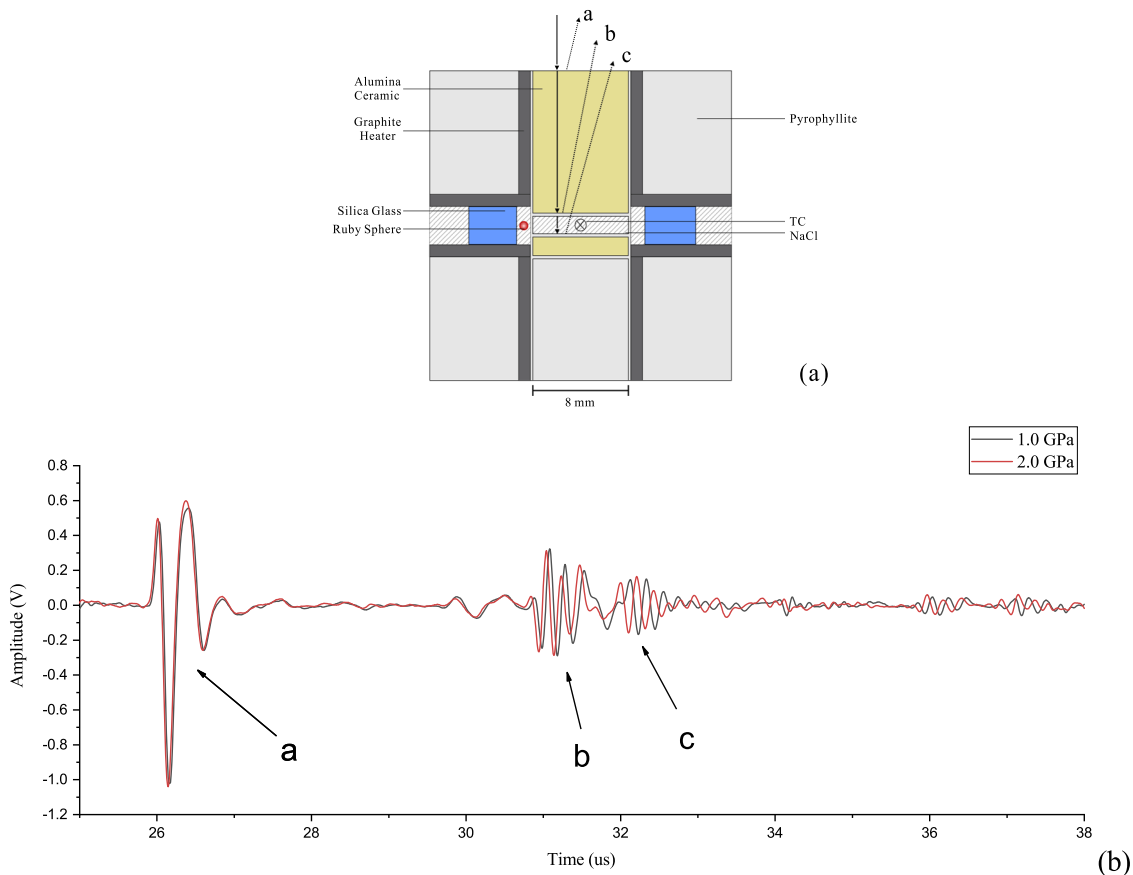 a
b
c
Alumina
Ceramic
Graphite
Heater
Pyrophyllite
Silica Glass
Ruby Sphere
TC
NaCl
8 mm
(a)
1.0 GPa
2.0 GPa
0.8
0.6
0.4
0.2
0.0
-0.2
-0.4
-0.6
-0.8
-1.0
-1.2
Amplitude (V)
a
b
c
26 28 30 32 34 36 38
Time (us)
(b)